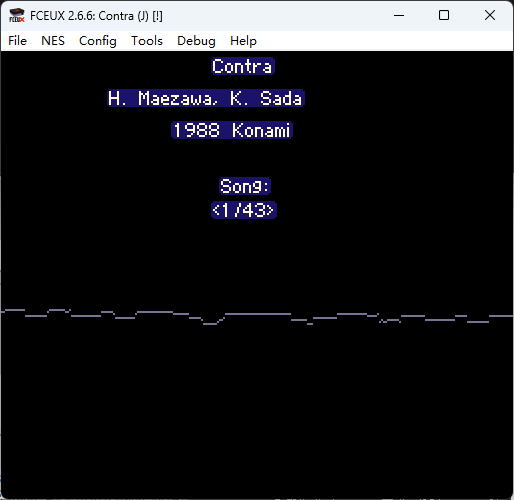 FCEUX 2.6.6: Contra (J) [!]
File NES Config Tools Debug Help
Contra
H. Maezawa, K. Sada
1988 Konami
Song:
<1/43>